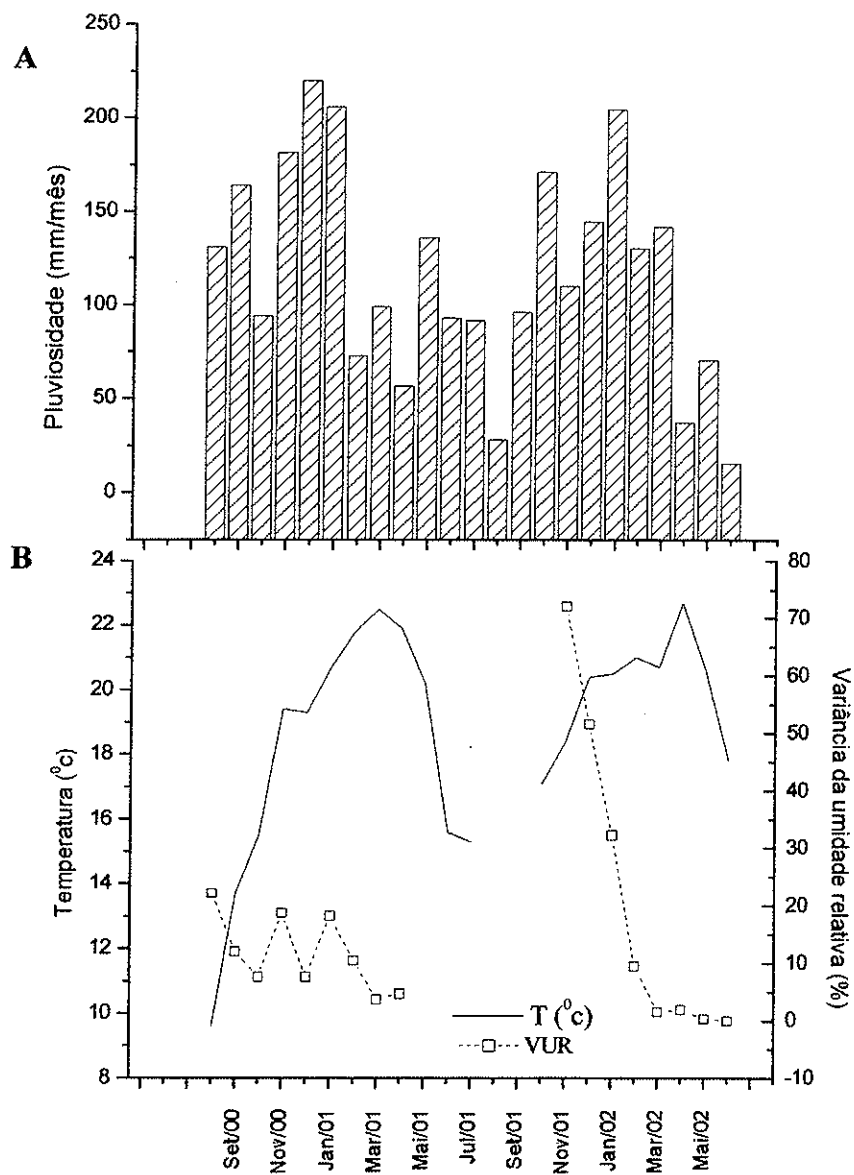 A
Pluviosidade (mm/mês)
250
200
150
100
50
0
B
Temperatura (⁰c)
24
22
20
18
16
14
12
10
8
Variância da umidade relativa (%)
80
70
60
50
40
30
20
10
0
-10
T (⁰c)
VUR
Set/00
Nov/00
Jan/01
Mar/01
Mai/01
Jul/01
Set/01
Nov/01
Jan/02
Mar/02
Mai/02